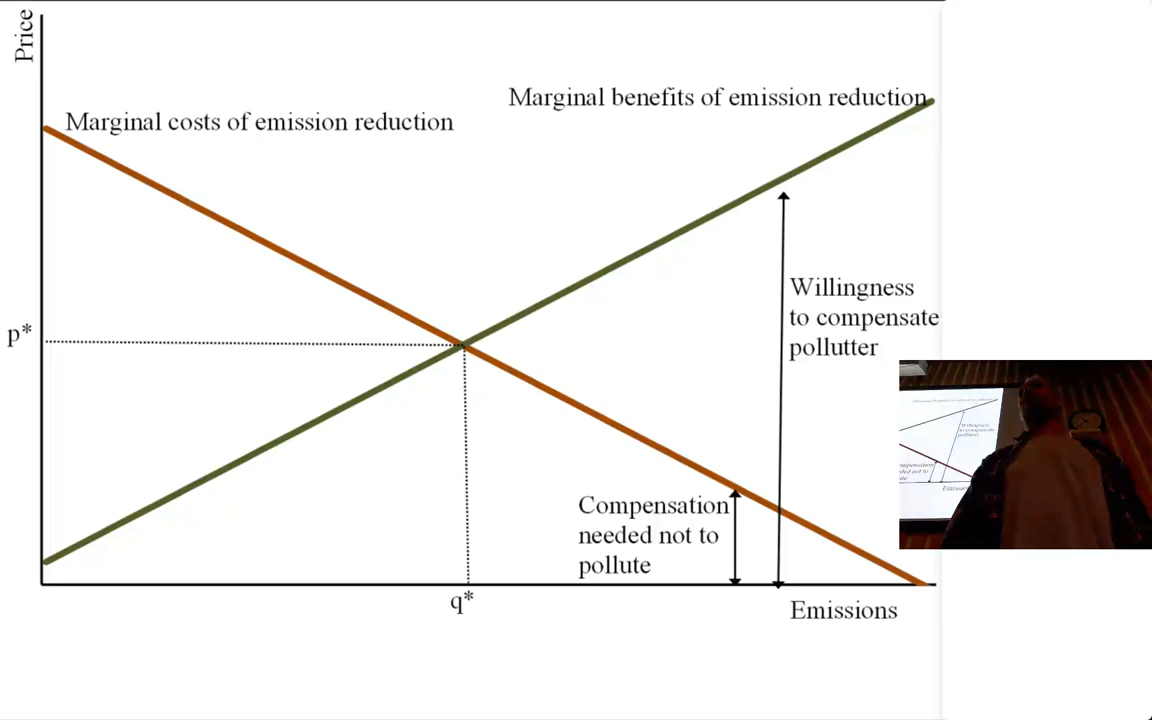 Price
Marginal benefits of emission reduction
Marginal costs of emission reduction
Willingness
to compensate
pollutter
p*
Compensation
needed not to
pollute
q*
Emissions